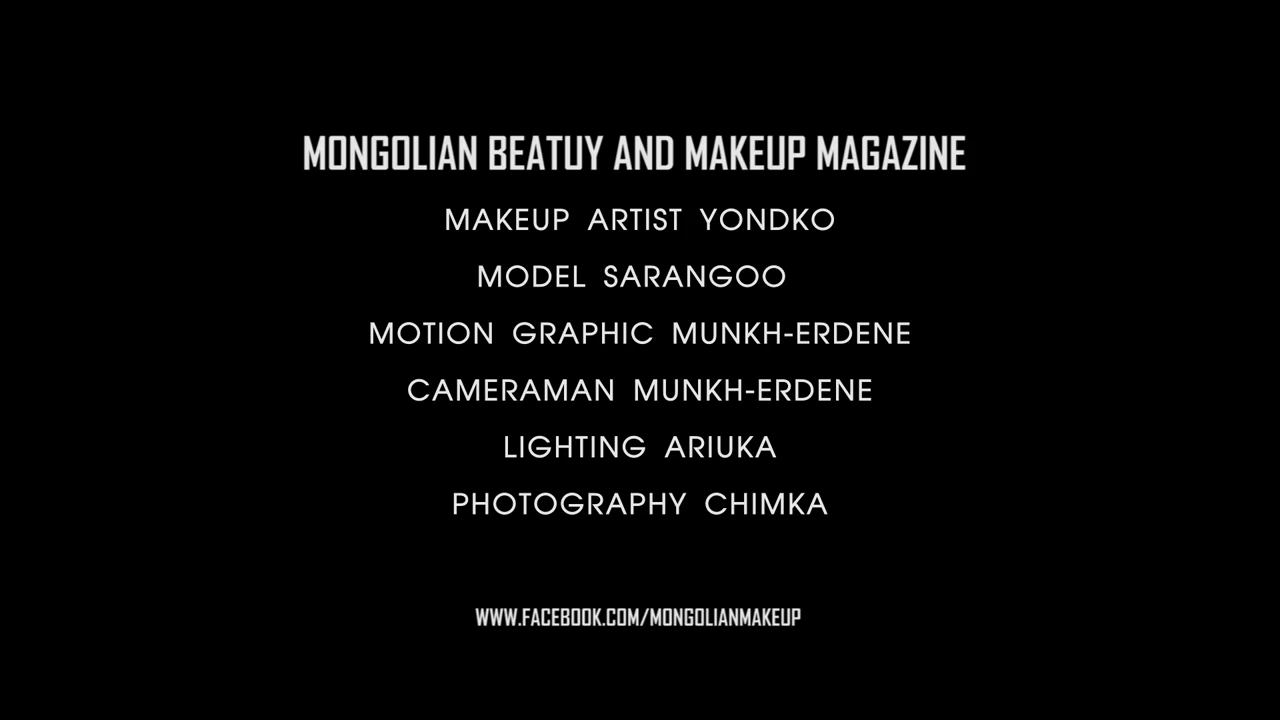 MONGOLIAN BEATUY AND MAKEUP MAGAZINE
MAKEUP ARTIST YONDKO
MODEL SARANGOO
MOTION GRAPHIC MUNKH-ERDENE
CAMERAMAN MUNKH-ERDENE
LIGHTING ARIUKA
PHOTOGRAPHY CHIMKA
WWW.FACEBOOK.COM/MONGOLIANMAKEUP